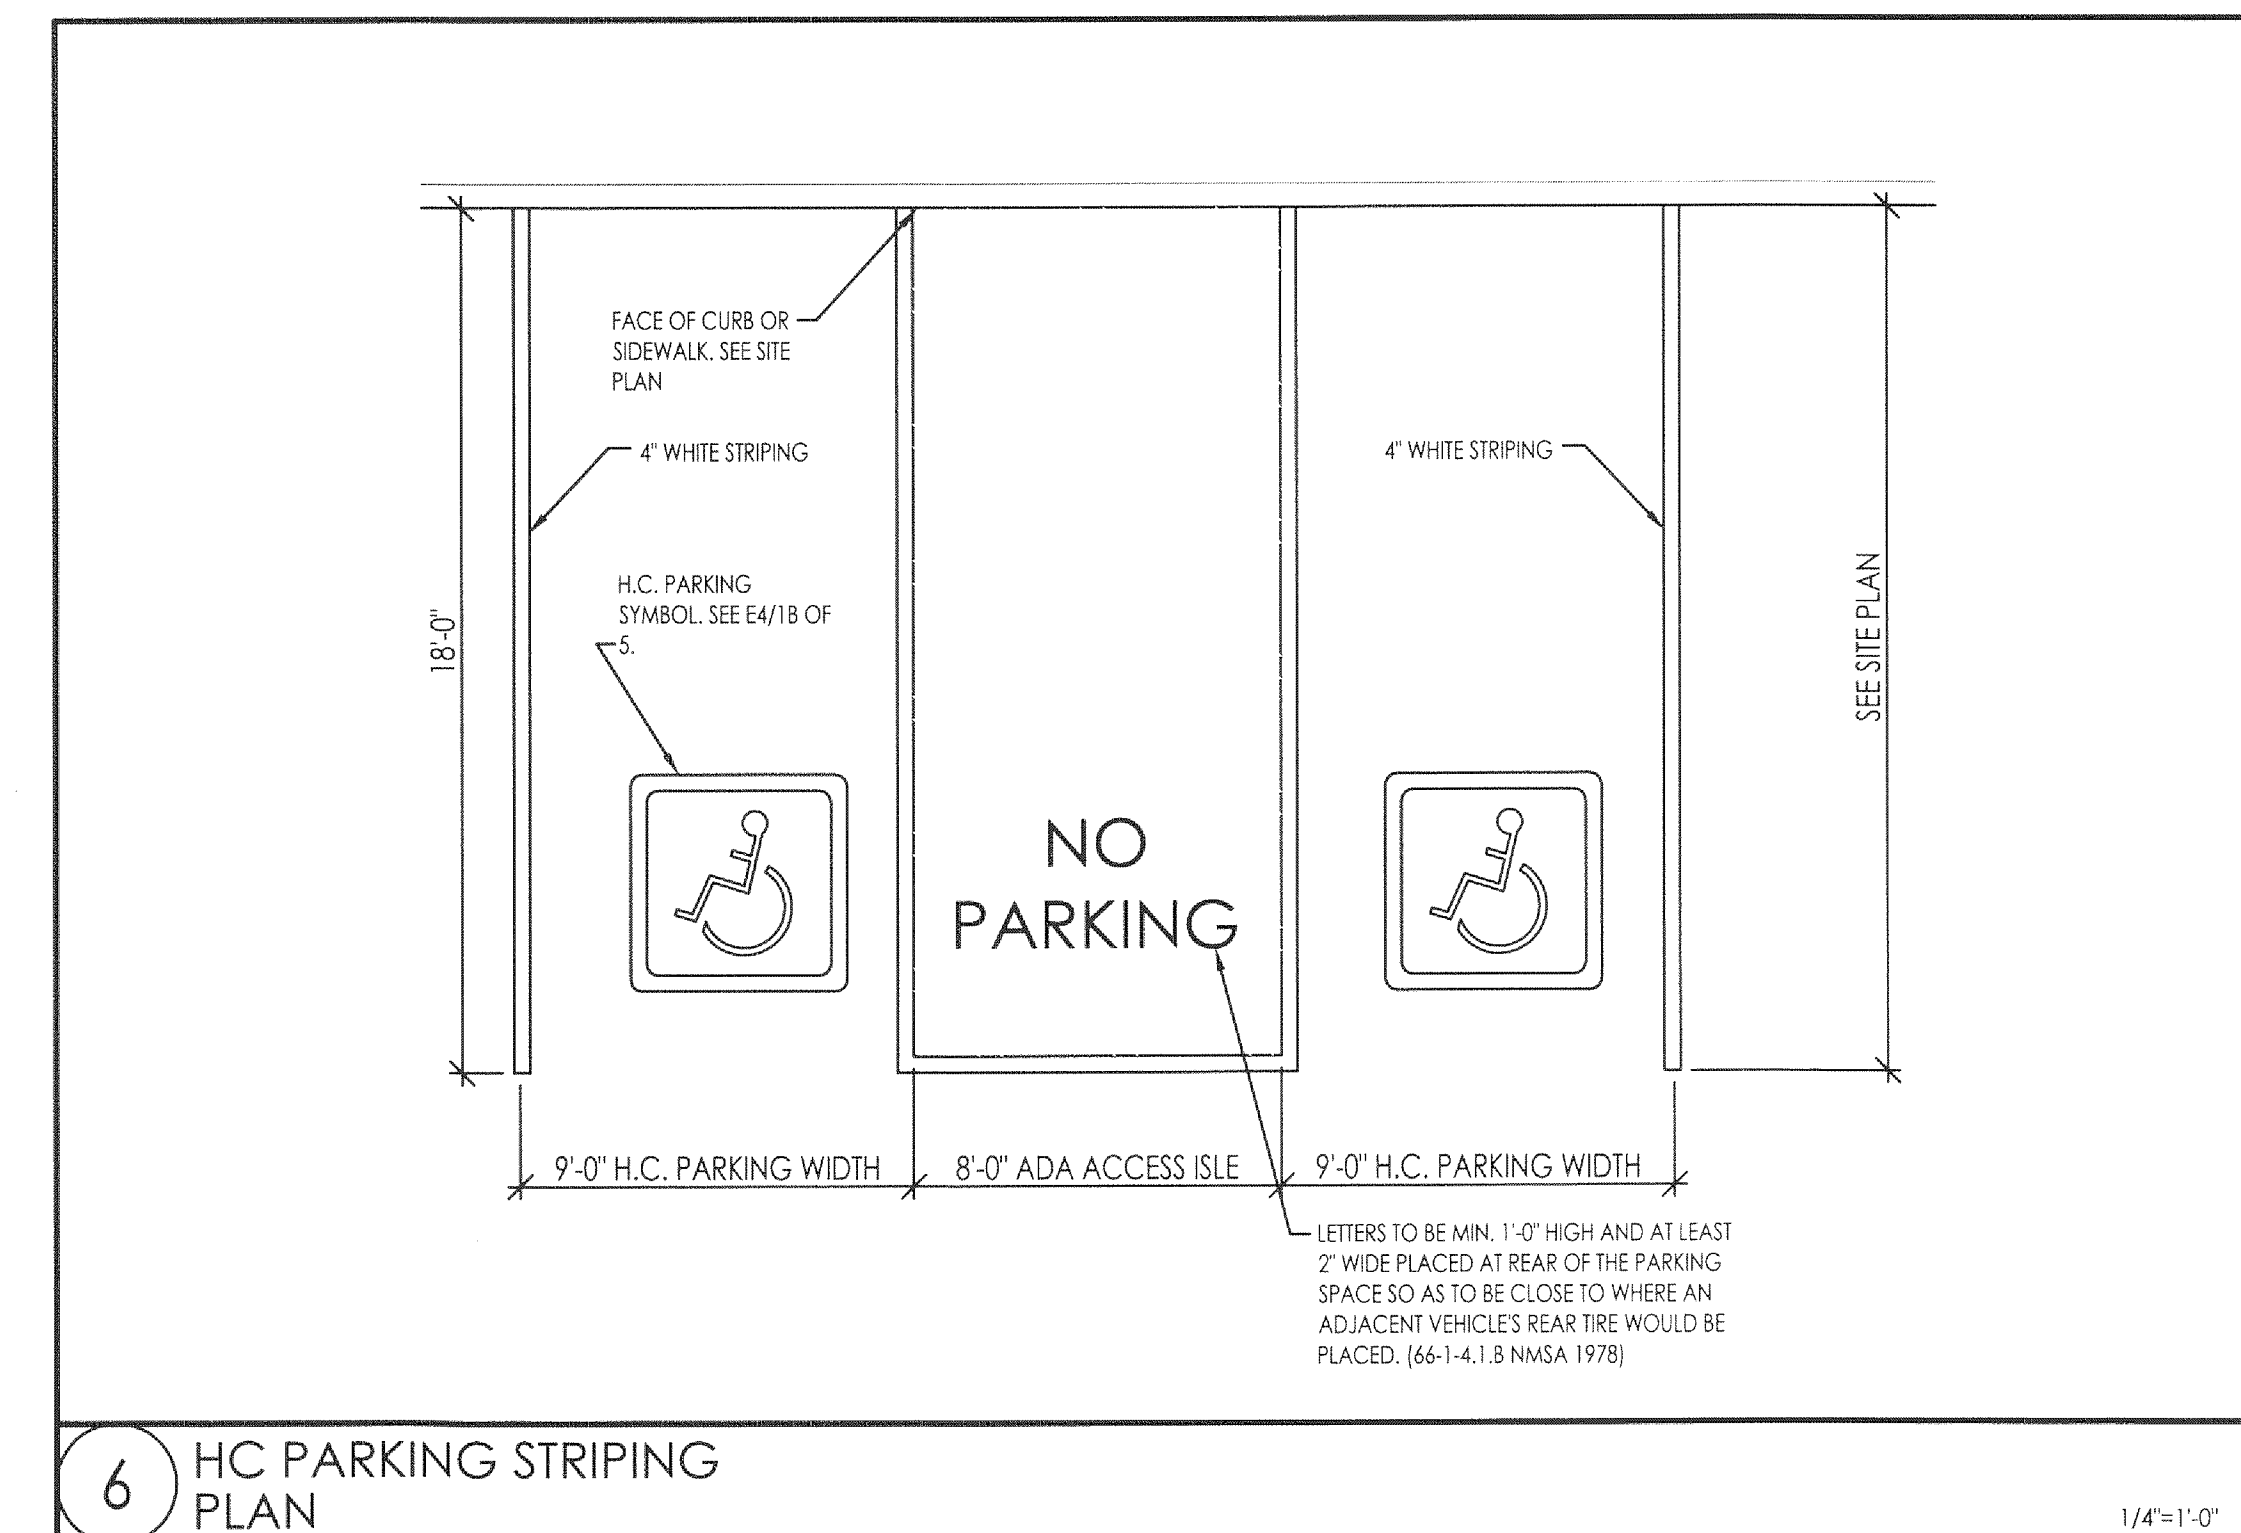 FACE OF CURB OR
SIDEWALK. SEE SITE
PLAN
4" WHITE STRIPING
4" WHITE STRIPING
H.C. PARKING
SYMBOL. SEE E4/1B OF
5.
18'-0"
SEE SITE PLAN
NO
PARKING
9'-0" H.C. PARKING WIDTH
8'-0" ADA ACCESS ISLE
9'-0" H.C. PARKING WIDTH
LETTERS TO BE MIN. 1'-0" HIGH AND AT LEAST
2" WIDE PLACED AT REAR OF THE PARKING
SPACE SO AS TO BE CLOSE TO WHERE AN
ADJACENT VEHICLE'S REAR TIRE WOULD BE
PLACED. (66-1-4.1.B NMSA 1978)
6
HC PARKING STRIPING
PLAN
1/4"=1'-0"